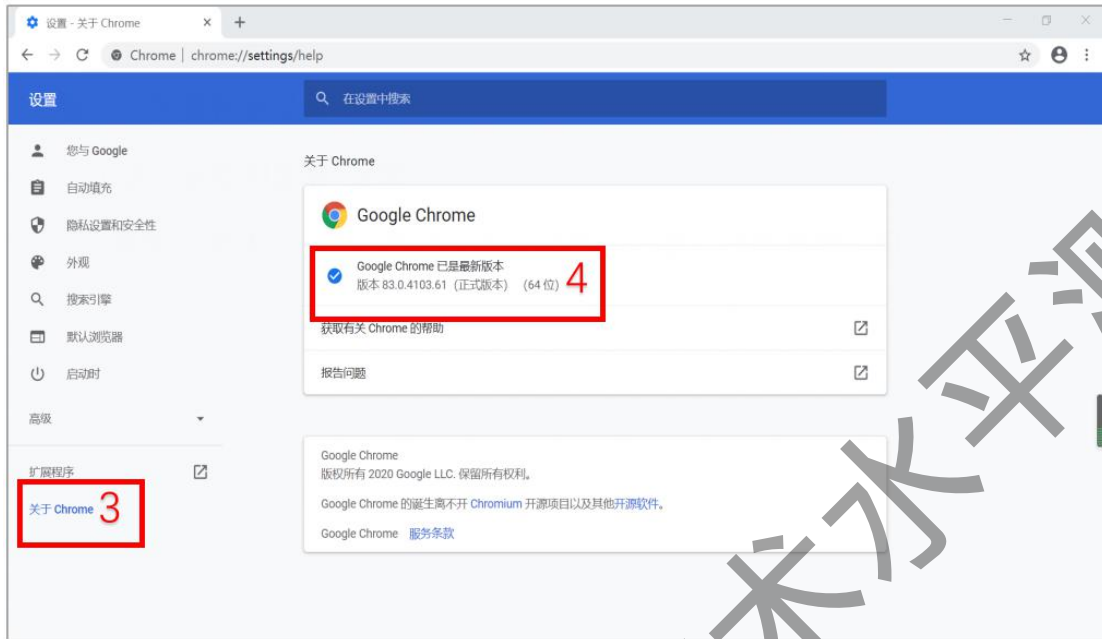 设置 - 关于 Chrome
Chrome | chrome://settings/help
设置
在设置中搜索
您与 Google
自动填充
隐私设置和安全性
外观
搜索引擎
默认浏览器
启动时
高级
扩展程序
关于 Chrome
3
关于 Chrome
Google Chrome
Google Chrome 已是最新版本
版本 83.0.4103.61（正式版本） （64 位）
4
获取有关 Chrome 的帮助
报告问题
Google Chrome
版权所有 2020 Google LLC. 保留所有权利。
Google Chrome 的诞生离不开 Chromium 开源项目以及其他开源软件。
Google Chrome 服务条款
术水平测